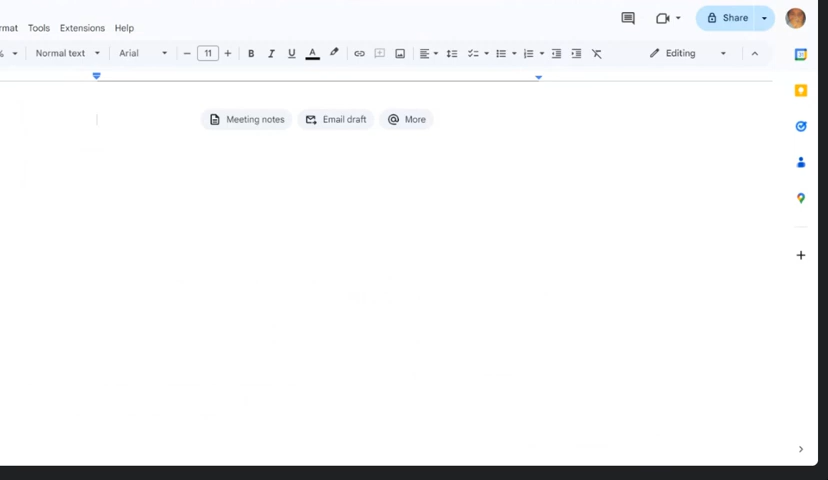 rmat Tools Extensions Help
Share
% Normal text Arial 11 B I U A Editing
Meeting notes Email draft More